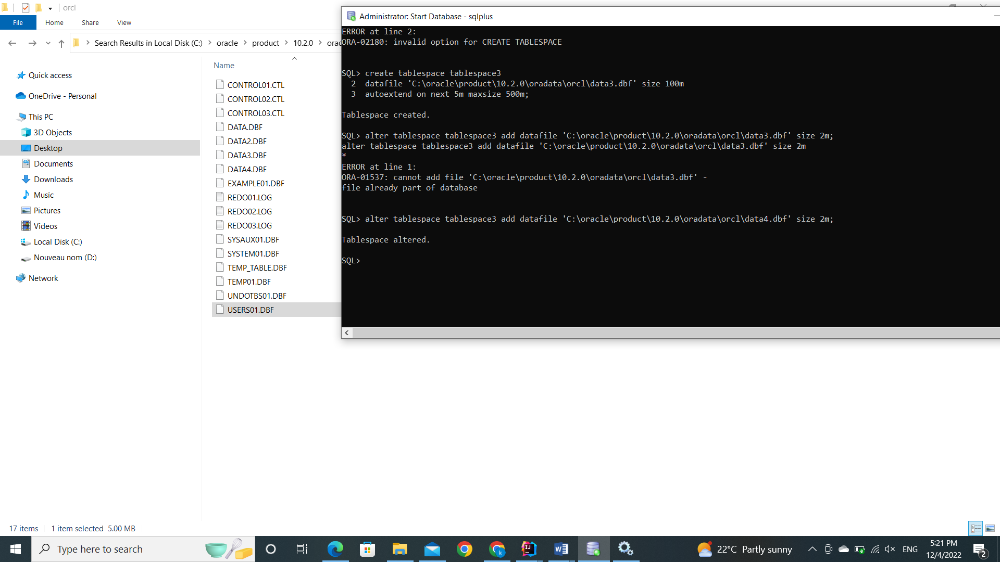 orcl
File Home Share View
Search Results in Local Disk (C:) oracle product 10.2.0
Name
Quick access
OneDrive - Personal
This PC
3D Objects
Desktop
Documents
Downloads
Music
Pictures
Videos
Local Disk (C:)
Nouveau nom (D:)
Network
CONTROL01.CTL
CONTROL02.CTL
CONTROL03.CTL
DATA.DBF
DATA2.DBF
DATA3.DBF
DATA4.DBF
EXAMPLE01.DBF
REDO01.LOG
REDO02.LOG
REDO03.LOG
SYSAUX01.DBF
SYSTEM01.DBF
TEMP_TABLE.DBF
TEMP01.DBF
UNDOTBS01.DBF
USERS01.DBF
Administrator: Start Database - sqlplus
ERROR at line 2:
ORA-02180: invalid option for CREATE TABLESPACE
SQL> create tablespace tablespace3
2 datafile 'C:\oracle\product\10.2.0\oradata\orcl\data3.dbf' size 100m
3 autoextend on next 5m maxsize 500m;
Tablespace created.
SQL> alter tablespace tablespace3 add datafile 'C:\oracle\product\10.2.0\oradata\orcl\data3.dbf' size 2m;
alter tablespace tablespace3 add datafile 'C:\oracle\product\10.2.0\oradata\orcl\data3.dbf' size 2m
*
ERROR at line 1:
ORA-01537: cannot add file 'C:\oracle\product\10.2.0\oradata\orcl\data3.dbf' -
file already part of database
SQL> alter tablespace tablespace3 add datafile 'C:\oracle\product\10.2.0\oradata\orcl\data4.dbf' size 2m;
Tablespace altered.
SQL>
17 items 1 item selected 5.00 MB
Type here to search
22°C Partly sunny
ENG
5:21 PM
12/4/2022
2